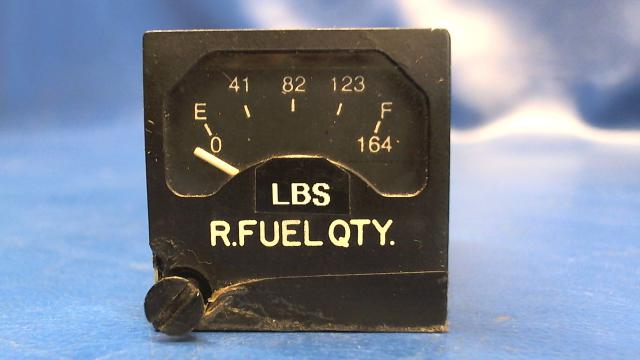 41 82 123
E F
0 164
LBS
R.FUEL QTY.